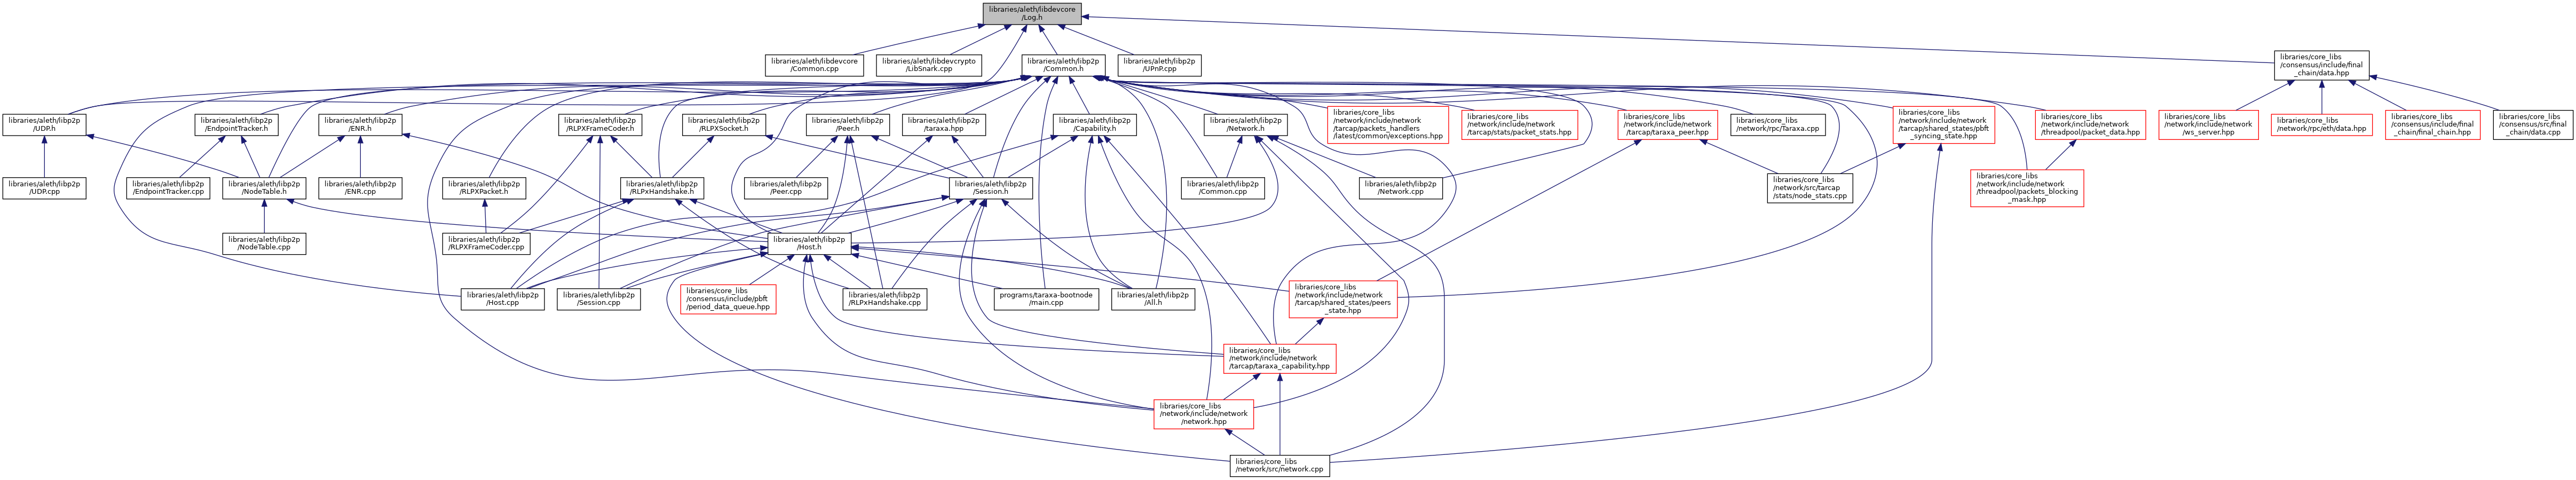 libraries/aleth/libdevcore
/Log.h
libraries/aleth/libdevcore
/Common.cpp
libraries/aleth/libdevcrypto
/LibSnark.cpp
libraries/aleth/libp2p
/Common.h
libraries/aleth/libp2p
/UPnP.cpp
libraries/core_libs
/consensus/include/final
_chain/data.hpp
libraries/aleth/libp2p
/UDP.h
libraries/aleth/libp2p
/EndpointTracker.h
libraries/aleth/libp2p
/ENR.h
libraries/aleth/libp2p
/RLPXFrameCoder.h
libraries/aleth/libp2p
/RLPXSocket.h
libraries/aleth/libp2p
/Peer.h
libraries/aleth/libp2p
/taraxa.hpp
libraries/aleth/libp2p
/Capability.h
libraries/aleth/libp2p
/Network.h
libraries/core_libs
/network/include/network
/tarcap/packets_handlers
/latest/common/exceptions.hpp
libraries/core_libs
/network/include/network
/tarcap/stats/packet_stats.hpp
libraries/core_libs
/network/include/network
/tarcap/taraxa_peer.hpp
libraries/core_libs
/network/rpc/Taraxa.cpp
libraries/core_libs
/network/include/network
/tarcap/shared_states/pbft
_syncing_state.hpp
libraries/core_libs
/network/include/network
/threadpool/packet_data.hpp
libraries/core_libs
/network/include/network
/ws_server.hpp
libraries/core_libs
/network/rpc/eth/data.hpp
libraries/core_libs
/consensus/include/final
_chain/final_chain.hpp
libraries/core_libs
/consensus/src/final
_chain/data.cpp
libraries/aleth/libp2p
/UDP.cpp
libraries/aleth/libp2p
/EndpointTracker.cpp
libraries/aleth/libp2p
/NodeTable.h
libraries/aleth/libp2p
/ENR.cpp
libraries/aleth/libp2p
/RLPXPacket.h
libraries/aleth/libp2p
/RLPxHandshake.h
libraries/aleth/libp2p
/Peer.cpp
libraries/aleth/libp2p
/Session.h
libraries/aleth/libp2p
/Common.cpp
libraries/aleth/libp2p
/Network.cpp
libraries/core_libs
/network/src/tarcap
/stats/node_stats.cpp
libraries/core_libs
/network/include/network
/threadpool/packets_blocking
_mask.hpp
libraries/aleth/libp2p
/NodeTable.cpp
libraries/aleth/libp2p
/RLPXFrameCoder.cpp
libraries/aleth/libp2p
/Host.h
libraries/aleth/libp2p
/Host.cpp
libraries/aleth/libp2p
/Session.cpp
libraries/core_libs
/consensus/include/pbft
/period_data_queue.hpp
libraries/aleth/libp2p
/RLPxHandshake.cpp
programs/taraxa-bootnode
/main.cpp
libraries/aleth/libp2p
/All.h
libraries/core_libs
/network/include/network
/tarcap/shared_states/peers
_state.hpp
libraries/core_libs
/network/include/network
/tarcap/taraxa_capability.hpp
libraries/core_libs
/network/include/network
/network.hpp
libraries/core_libs
/network/src/network.cpp